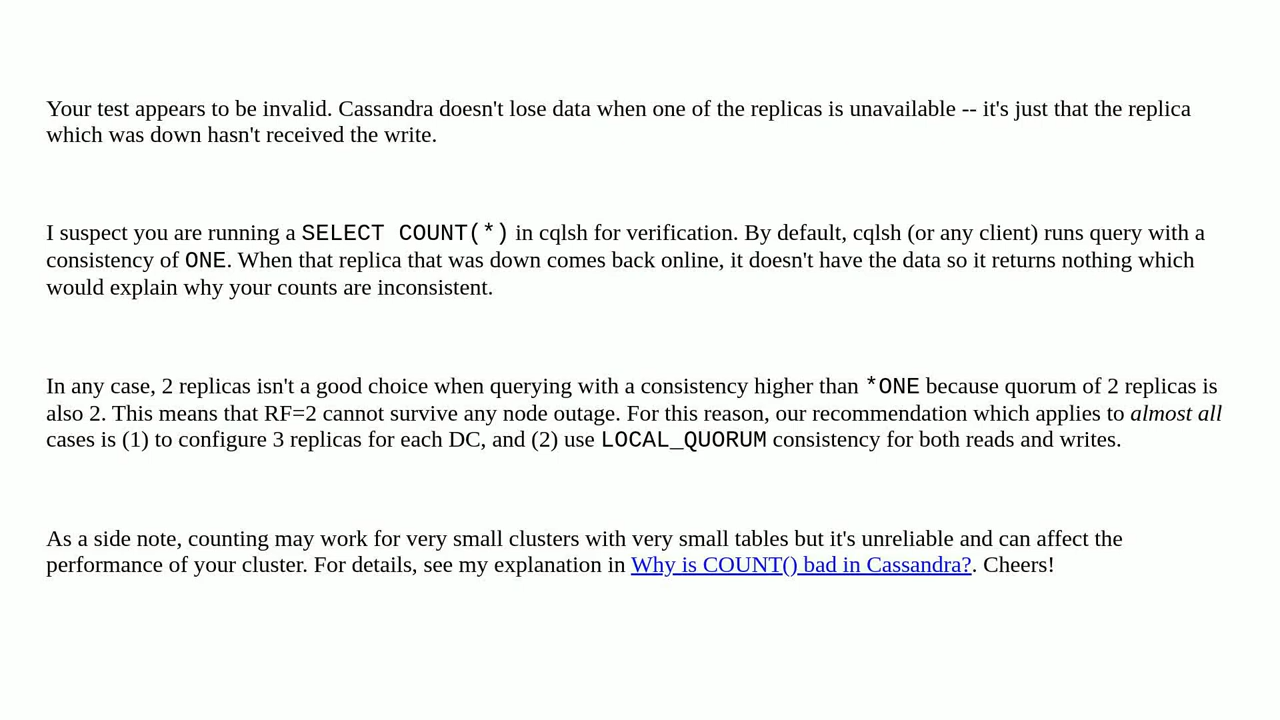 Your test appears to be invalid. Cassandra doesn't lose data when one of the replicas is unavailable -- it's just that the replica
which was down hasn't received the write.
I suspect you are running a SELECT COUNT(*) in cqlsh for verification. By default, cqlsh (or any client) runs query with a
consistency of ONE. When that replica that was down comes back online, it doesn't have the data so it returns nothing which
would explain why your counts are inconsistent.
In any case, 2 replicas isn't a good choice when querying with a consistency higher than *ONE because quorum of 2 replicas is
also 2. This means that RF=2 cannot survive any node outage. For this reason, our recommendation which applies to almost all
cases is (1) to configure 3 replicas for each DC, and (2) use LOCAL_QUORUM consistency for both reads and writes.
As a side note, counting may work for very small clusters with very small tables but it's unreliable and can affect the
performance of your cluster. For details, see my explanation in Why is COUNT() bad in Cassandra?. Cheers!